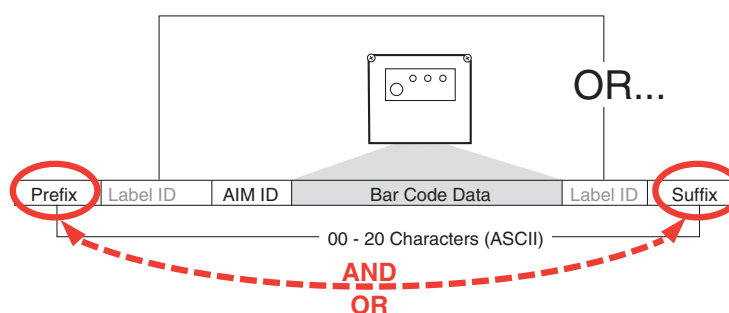 OR...
Prefix Label ID AIM ID Bar Code Data Label ID Suffix
00 - 20 Characters (ASCII)
AND
OR